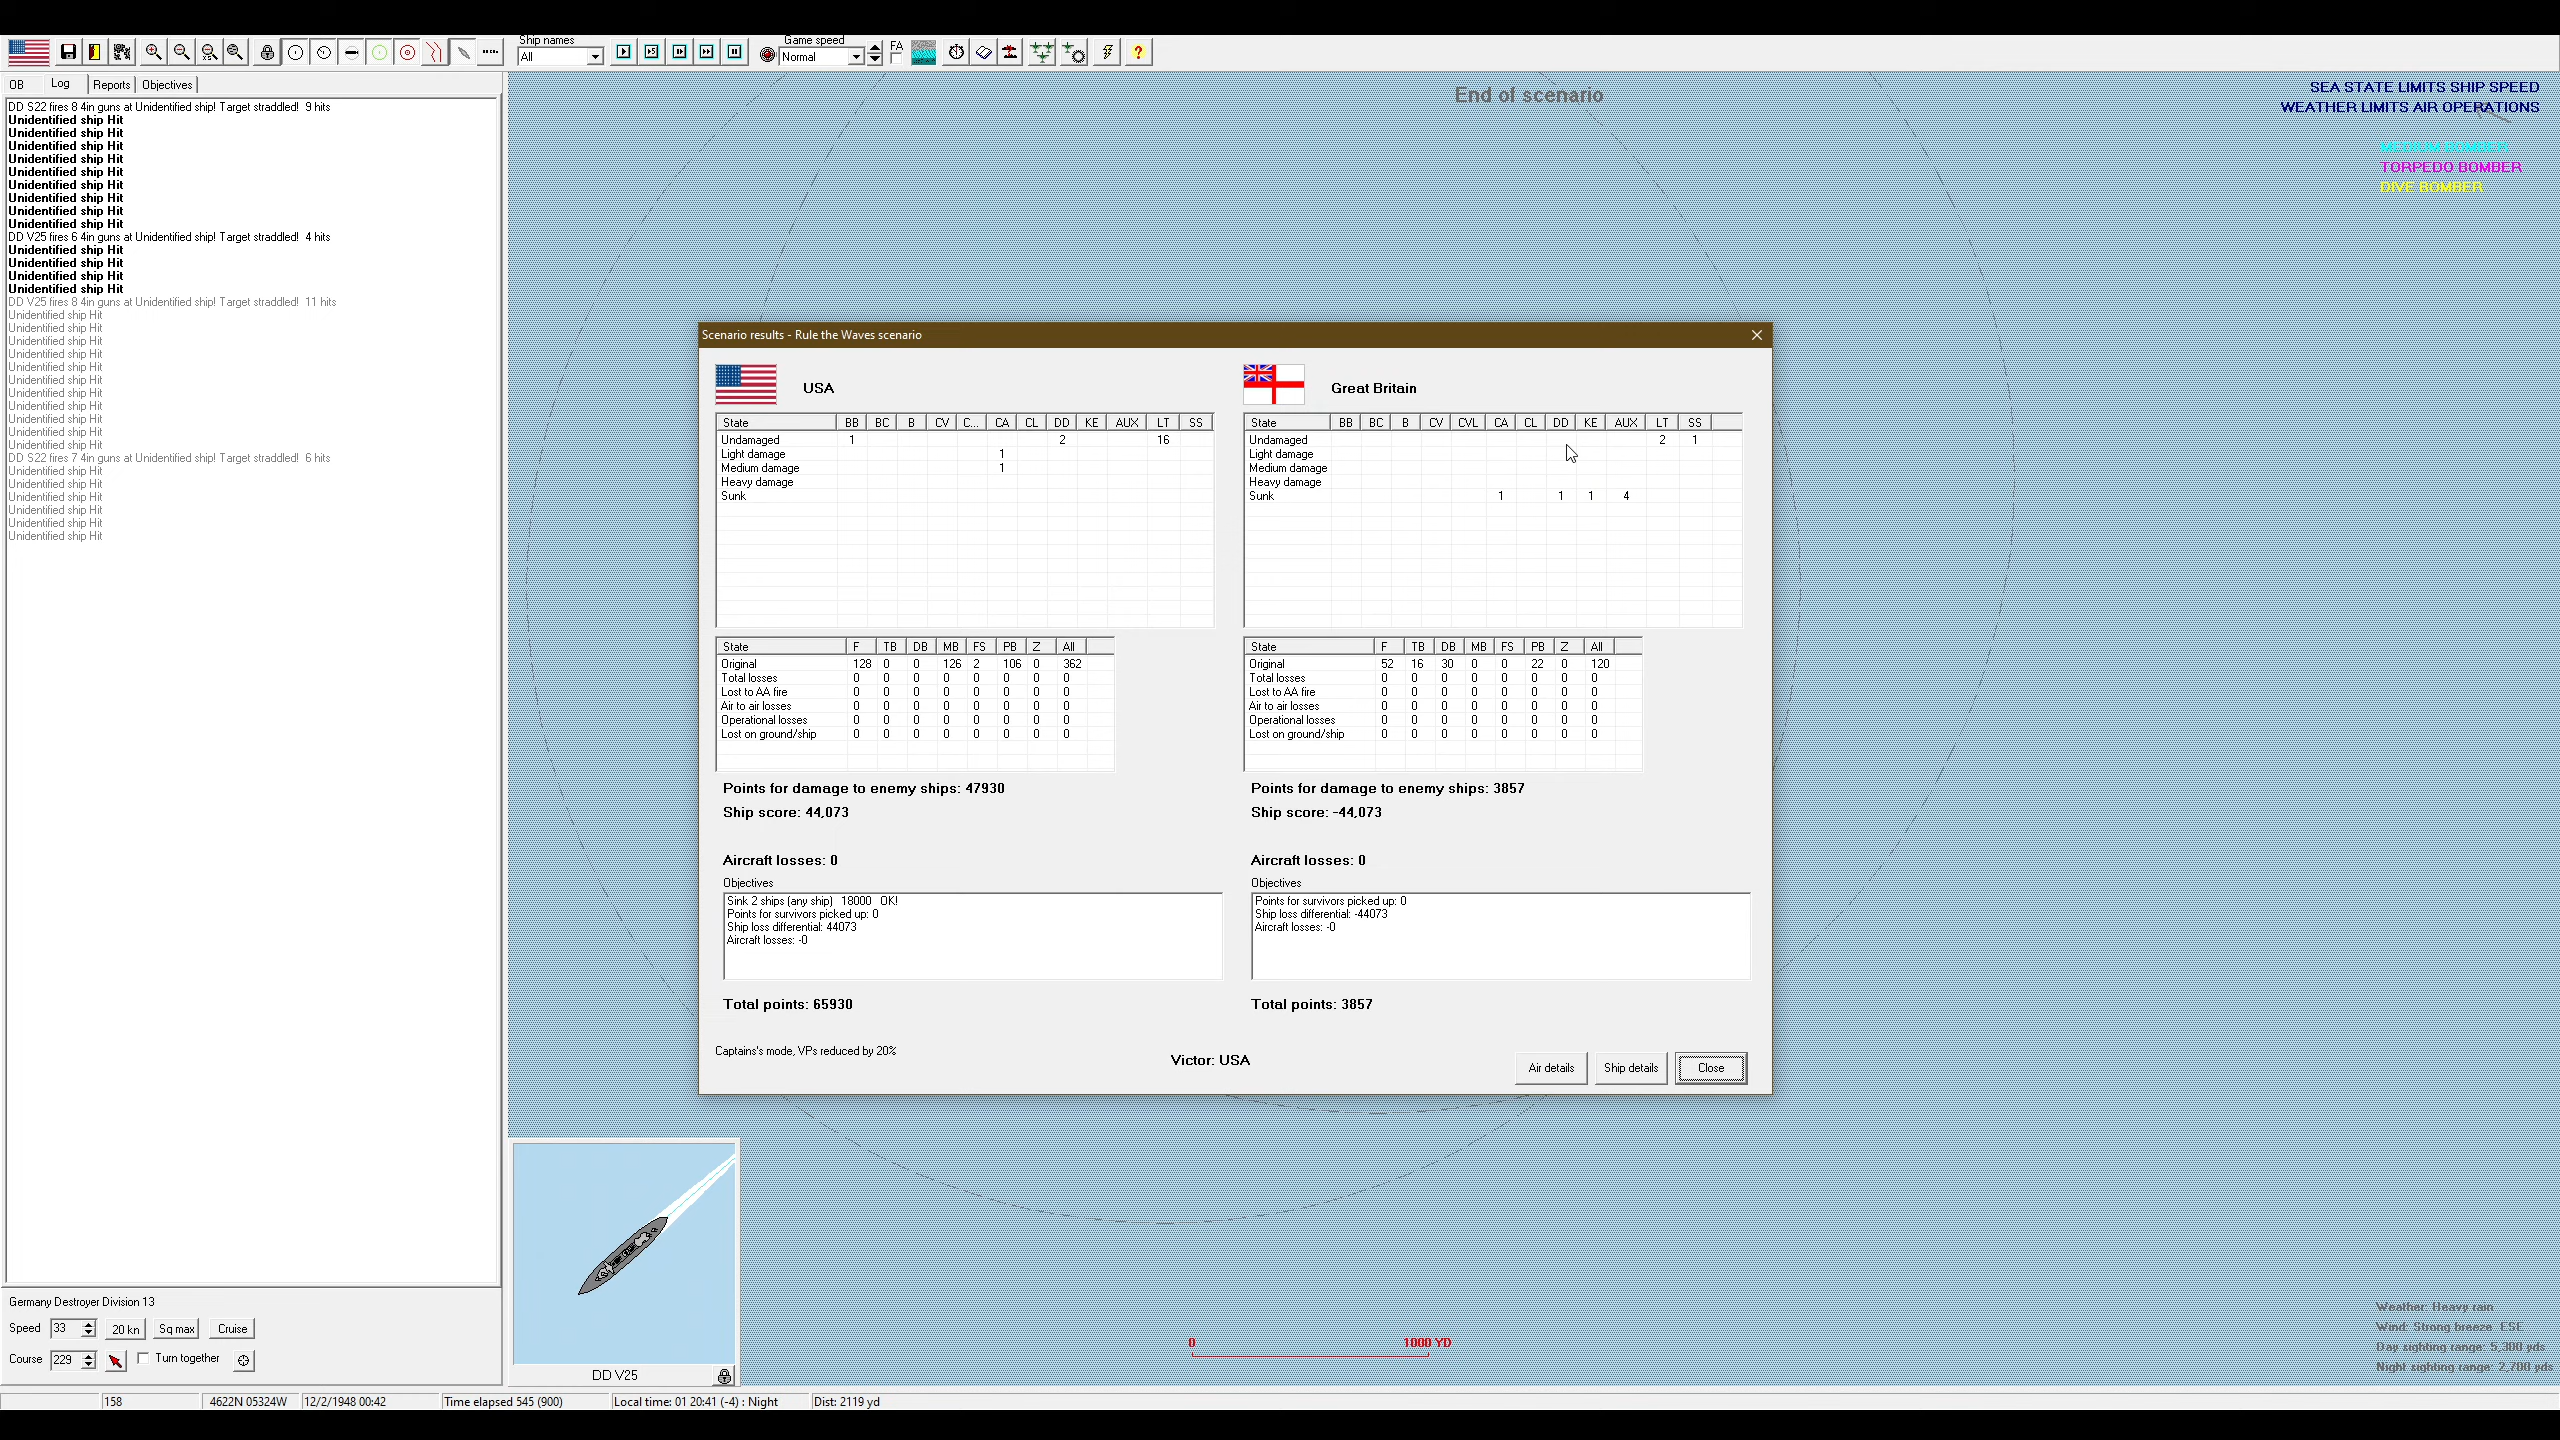 Ship names
All
Game speed
Normal
FA
OB
Log
Reports
Objectives
DD S22 fires 8 4in guns at Unidentified ship! Target straddled!  9 hits
Unidentified ship Hit
Unidentified ship Hit
Unidentified ship Hit
Unidentified ship Hit
Unidentified ship Hit
Unidentified ship Hit
Unidentified ship Hit
Unidentified ship Hit
Unidentified ship Hit
DD V25 fires 6 4in guns at Unidentified ship! Target straddled!  4 hits
Unidentified ship Hit
Unidentified ship Hit
Unidentified ship Hit
Unidentified ship Hit
DD V25 fires 8 4in guns at Unidentified ship! Target straddled!  11 hits
Unidentified ship Hit
Unidentified ship Hit
Unidentified ship Hit
Unidentified ship Hit
Unidentified ship Hit
Unidentified ship Hit
Unidentified ship Hit
Unidentified ship Hit
Unidentified ship Hit
Unidentified ship Hit
Unidentified ship Hit
DD S22 fires 7 4in guns at Unidentified ship! Target straddled!  6 hits
Unidentified ship Hit
Unidentified ship Hit
Unidentified ship Hit
Unidentified ship Hit
Unidentified ship Hit
Unidentified ship Hit
End of scenario
SEA STATE LIMITS SHIP SPEED
WEATHER LIMITS AIR OPERATIONS
MEDIUM BOMBER
TORPEDO BOMBER
DIVE BOMBER
Scenario results - Rule the Waves scenario
USA
State BB BC B CV C... CA CL DD KE AUX LT SS
Undamaged 1 2 16
Light damage 1
Medium damage 1
Heavy damage
Sunk
State F TB DB MB FS PB Z All
Original 128 0 0 126 2 106 0 362
Total losses 0 0 0 0 0 0 0 0
Lost to AA fire 0 0 0 0 0 0 0 0
Air to air losses 0 0 0 0 0 0 0 0
Operational losses 0 0 0 0 0 0 0 0
Lost on ground/ship 0 0 0 0 0 0 0 0
Points for damage to enemy ships: 47930
Ship score: 44,073
Aircraft losses: 0
Objectives
Sink 2 ships (any ship)   18000   OK!
Points for survivors picked up: 0
Ship loss differential: 44073
Aircraft losses: -0
Total points: 65930
Great Britain
State BB BC B CV CVL CA CL DD KE AUX LT SS
Undamaged 2 1
Light damage
Medium damage
Heavy damage
Sunk 1 1 1 4
State F TB DB MB FS PB Z All
Original 52 16 30 0 0 22 0 120
Total losses 0 0 0 0 0 0 0 0
Lost to AA fire 0 0 0 0 0 0 0 0
Air to air losses 0 0 0 0 0 0 0 0
Operational losses 0 0 0 0 0 0 0 0
Lost on ground/ship 0 0 0 0 0 0 0 0
Points for damage to enemy ships: 3857
Ship score: -44,073
Aircraft losses: 0
Objectives
Points for survivors picked up: 0
Ship loss differential: -44073
Aircraft losses: -0
Total points: 3857
Captains's mode, VPs reduced by 20%
Victor: USA
Air details
Ship details
Close
Germany Destroyer Division 13
Speed 33 20 kn Sq max Cruise
Course 229 Turn together
DD V25
0 1000 YD
Weather: Heavy rain
Wind: Strong breeze  ESE
Day sighting range: 5,300 yds
Night sighting range: 2,700 yds
158 4622N 05324W 12/2/1948 00:42 Time elapsed 545 (900) Local time: 01 20:41 (-4) : Night Dist: 2119 yd